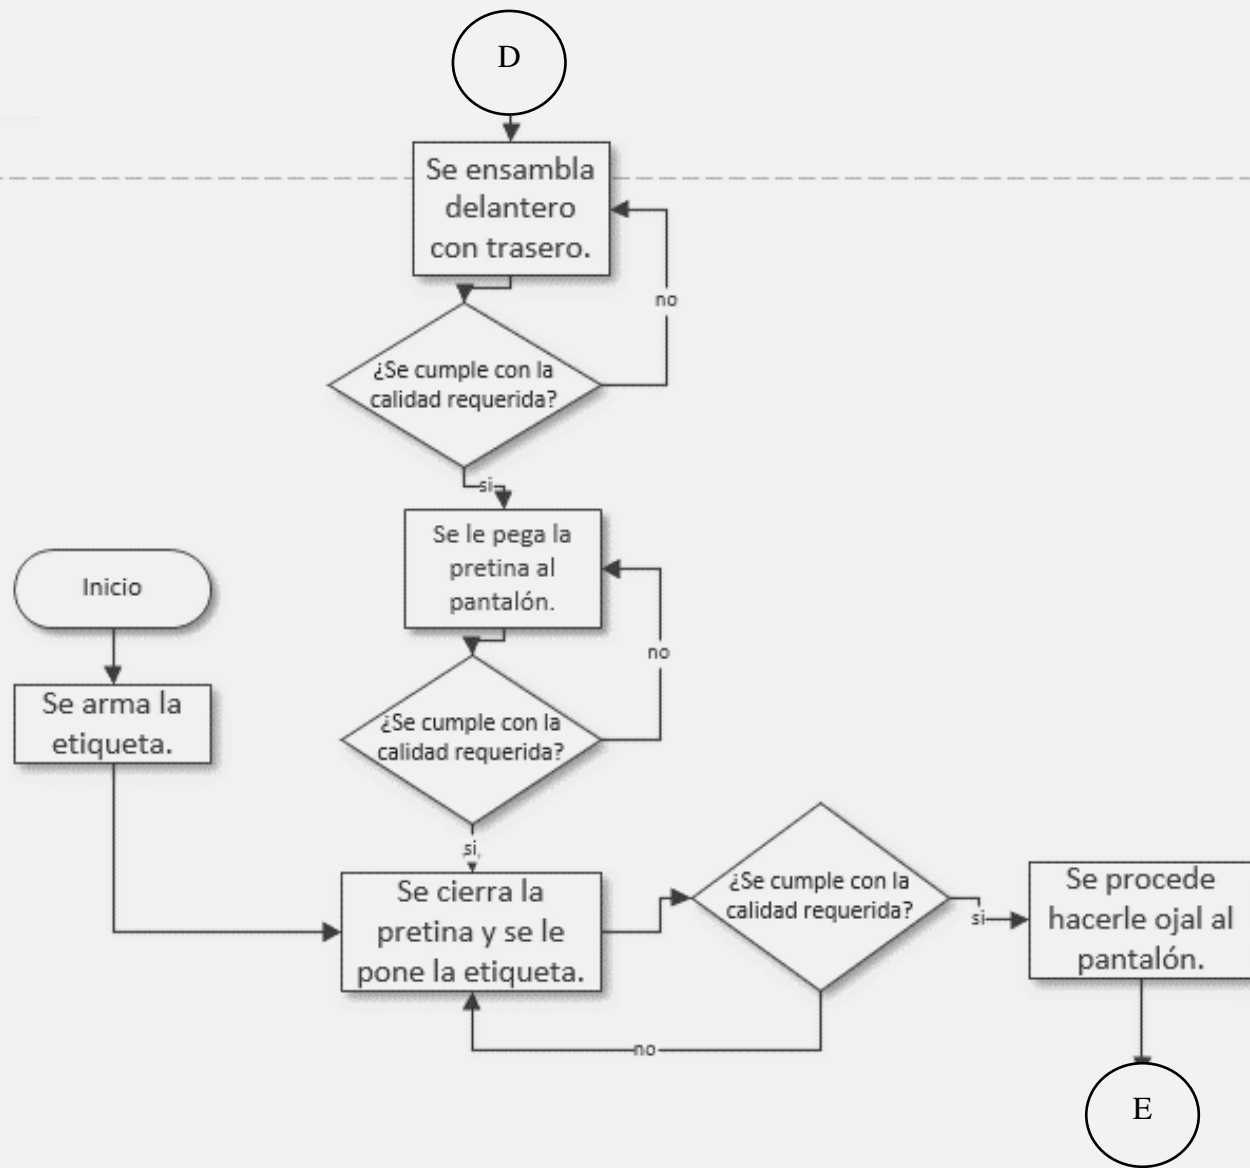 D
Se ensambla
delantero
con trasero.
no
¿Se cumple con la
calidad requerida?
si
Se le pega la
pretina al
pantalón.
no
Inicio
Se arma la
etiqueta.
¿Se cumple con la
calidad requerida?
si
Se cierra la
pretina y se le
pone la etiqueta.
¿Se cumple con la
calidad requerida?
si
no
Se procede
hacerle ojal al
pantalón.
E